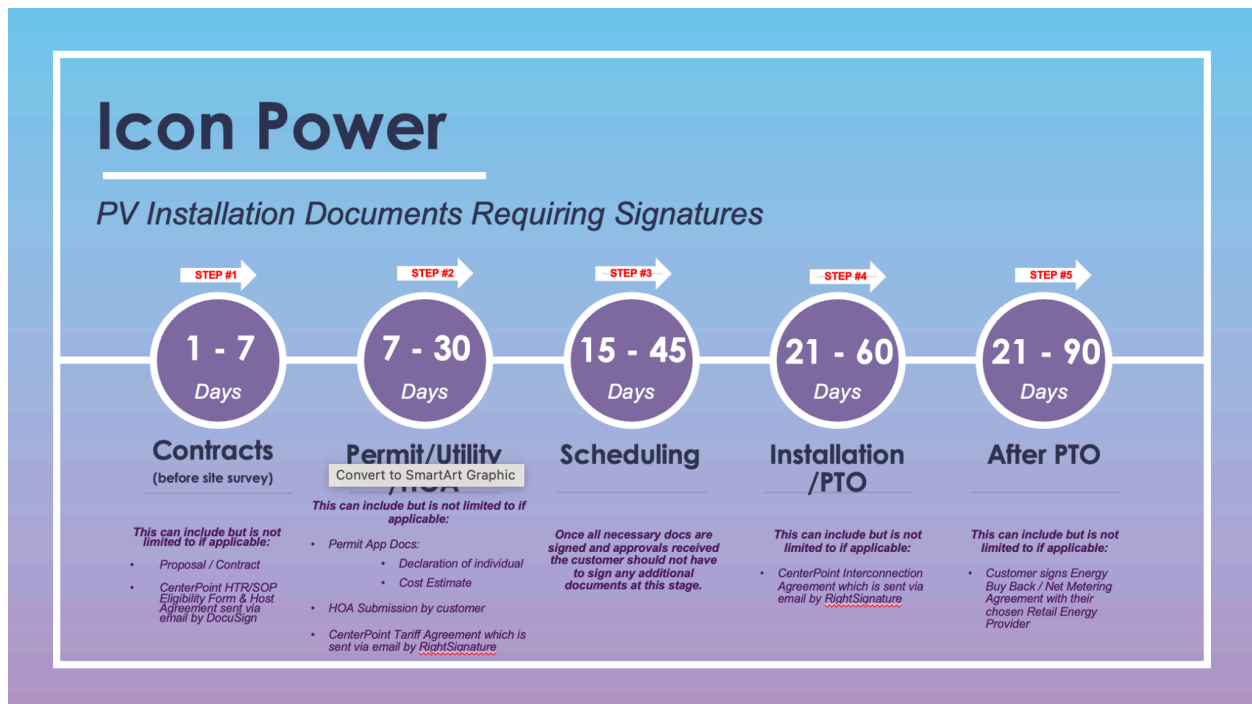 Icon Power
PV Installation Documents Requiring Signatures
STEP #1
1 - 7
Days
Contracts
(before site survey)
This can include but is not
limited to if applicable:
• Proposal / Contract
• CenterPoint HTR/SOP
Eligibility Form & Host
Agreement sent via
email by DocuSign
STEP #2
7 - 30
Days
Permit/Utility
/HOA
Convert to SmartArt Graphic
This can include but is not limited to if
applicable:
• Permit App Docs:
• Declaration of individual
• Cost Estimate
• HOA Submission by customer
• CenterPoint Tariff Agreement which is
sent via email by RightSignature
STEP #3
15 - 45
Days
Scheduling
Once all necessary docs are
signed and approvals received
the customer should not have
to sign any additional
documents at this stage.
STEP #4
21 - 60
Days
Installation
/PTO
This can include but is not
limited to if applicable:
• CenterPoint Interconnection
Agreement which is sent via
email by RightSignature
STEP #5
21 - 90
Days
After PTO
This can include but is not
limited to if applicable:
• Customer signs Energy
Buy Back / Net Metering
Agreement with their
chosen Retail Energy
Provider